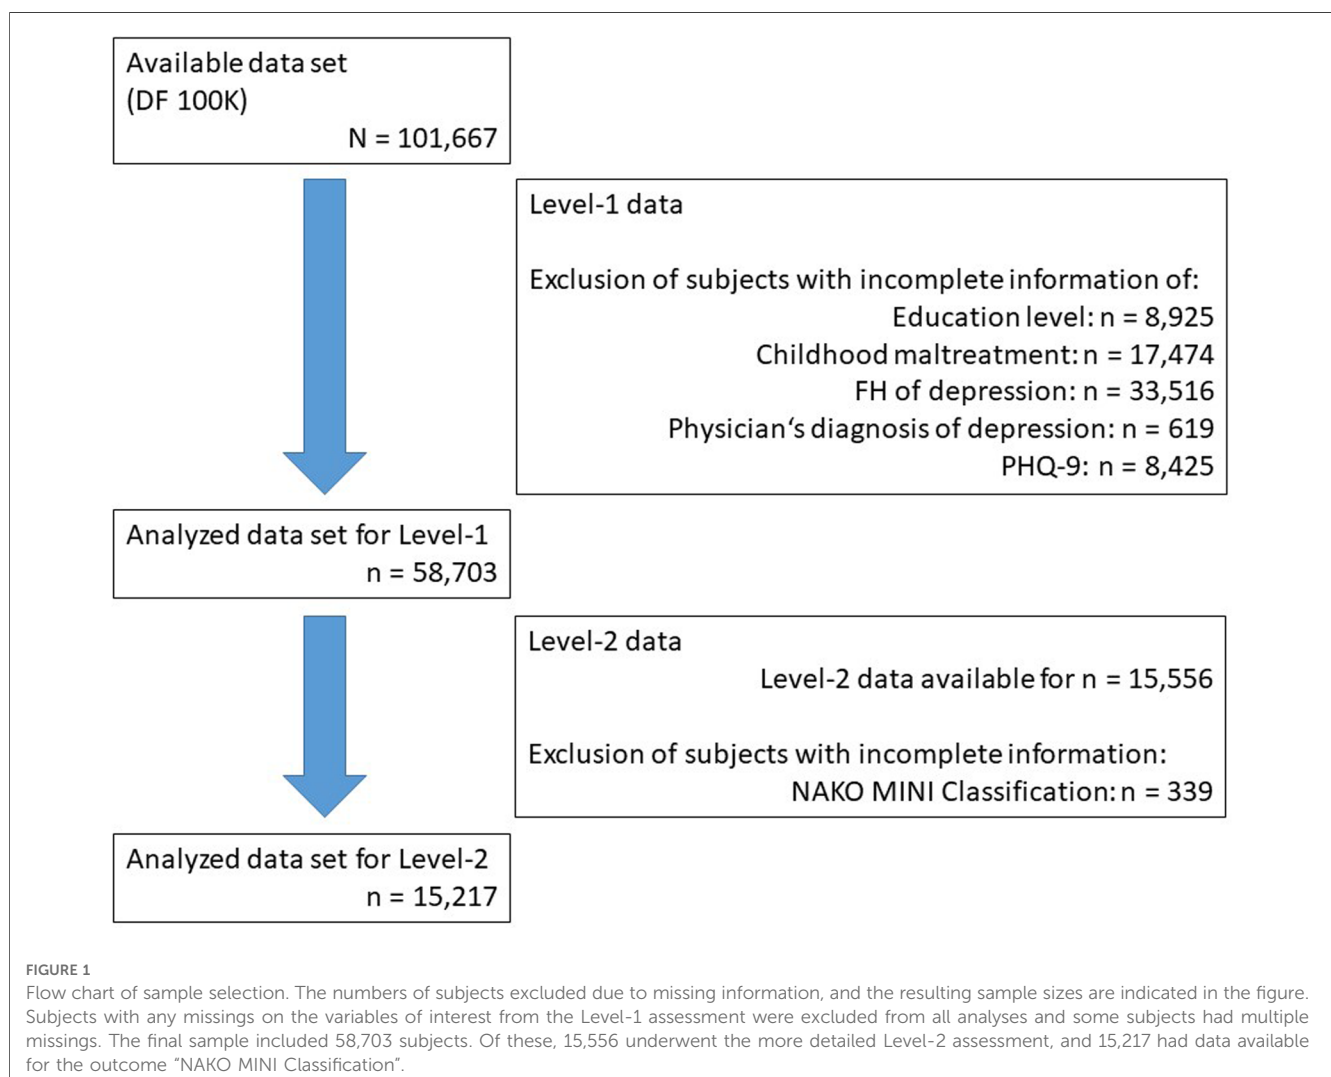 Available data set
(DF 100K)
N = 101,667
Level-1 data
Exclusion of subjects with incomplete information of:
Education level: n = 8,925
Childhood maltreatment: n = 17,474
FH of depression: n = 33,516
Physician‘s diagnosis of depression: n = 619
PHQ-9: n = 8,425
Analyzed data set for Level-1
n = 58,703
Level-2 data
Level-2 data available for n = 15,556
Exclusion of subjects with incomplete information:
NAKO MINI Classification: n = 339
Analyzed data set for Level-2
n = 15,217
FIGURE 1
Flow chart of sample selection. The numbers of subjects excluded due to missing information, and the resulting sample sizes are indicated in the figure.
Subjects with any missings on the variables of interest from the Level-1 assessment were excluded from all analyses and some subjects had multiple
missings. The final sample included 58,703 subjects. Of these, 15,556 underwent the more detailed Level-2 assessment, and 15,217 had data available
for the outcome “NAKO MINI Classification”.